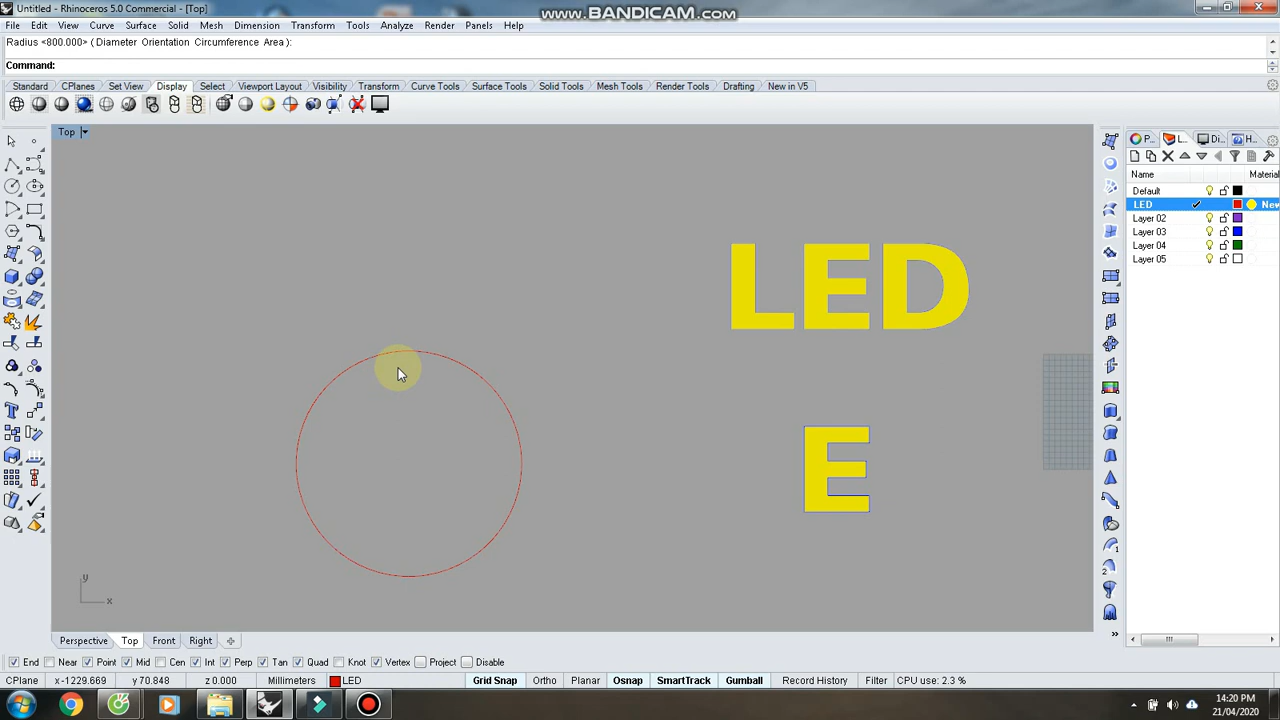 Untitled - Rhinoceros 5.0 Commercial - [Top]
www.BANDICAM.com
File Edit View Curve Surface Solid Mesh Dimension Transform Tools Analyze Render Panels Help
Radius <800.000> ( Diameter Orientation Circumference Area ):
Command:
Standard CPlanes Set View Display Select Viewport Layout Visibility Transform Curve Tools Surface Tools Solid Tools Mesh Tools Render Tools Drafting New in V5
Top
P... L... Di... H...
Name Material
Default
LED New
Layer 02
Layer 03
Layer 04
Layer 05
LED
E
y
x
1
2
Perspective Top Front Right
End Near Point Mid Cen Int Perp Tan Quad Knot Vertex Project Disable
CPlane x-1229.669 y 70.848 z 0.000 Millimeters LED Grid Snap Ortho Planar Osnap SmartTrack Gumball Record History Filter CPU use: 2.3 %
14:20 PM
21/04/2020